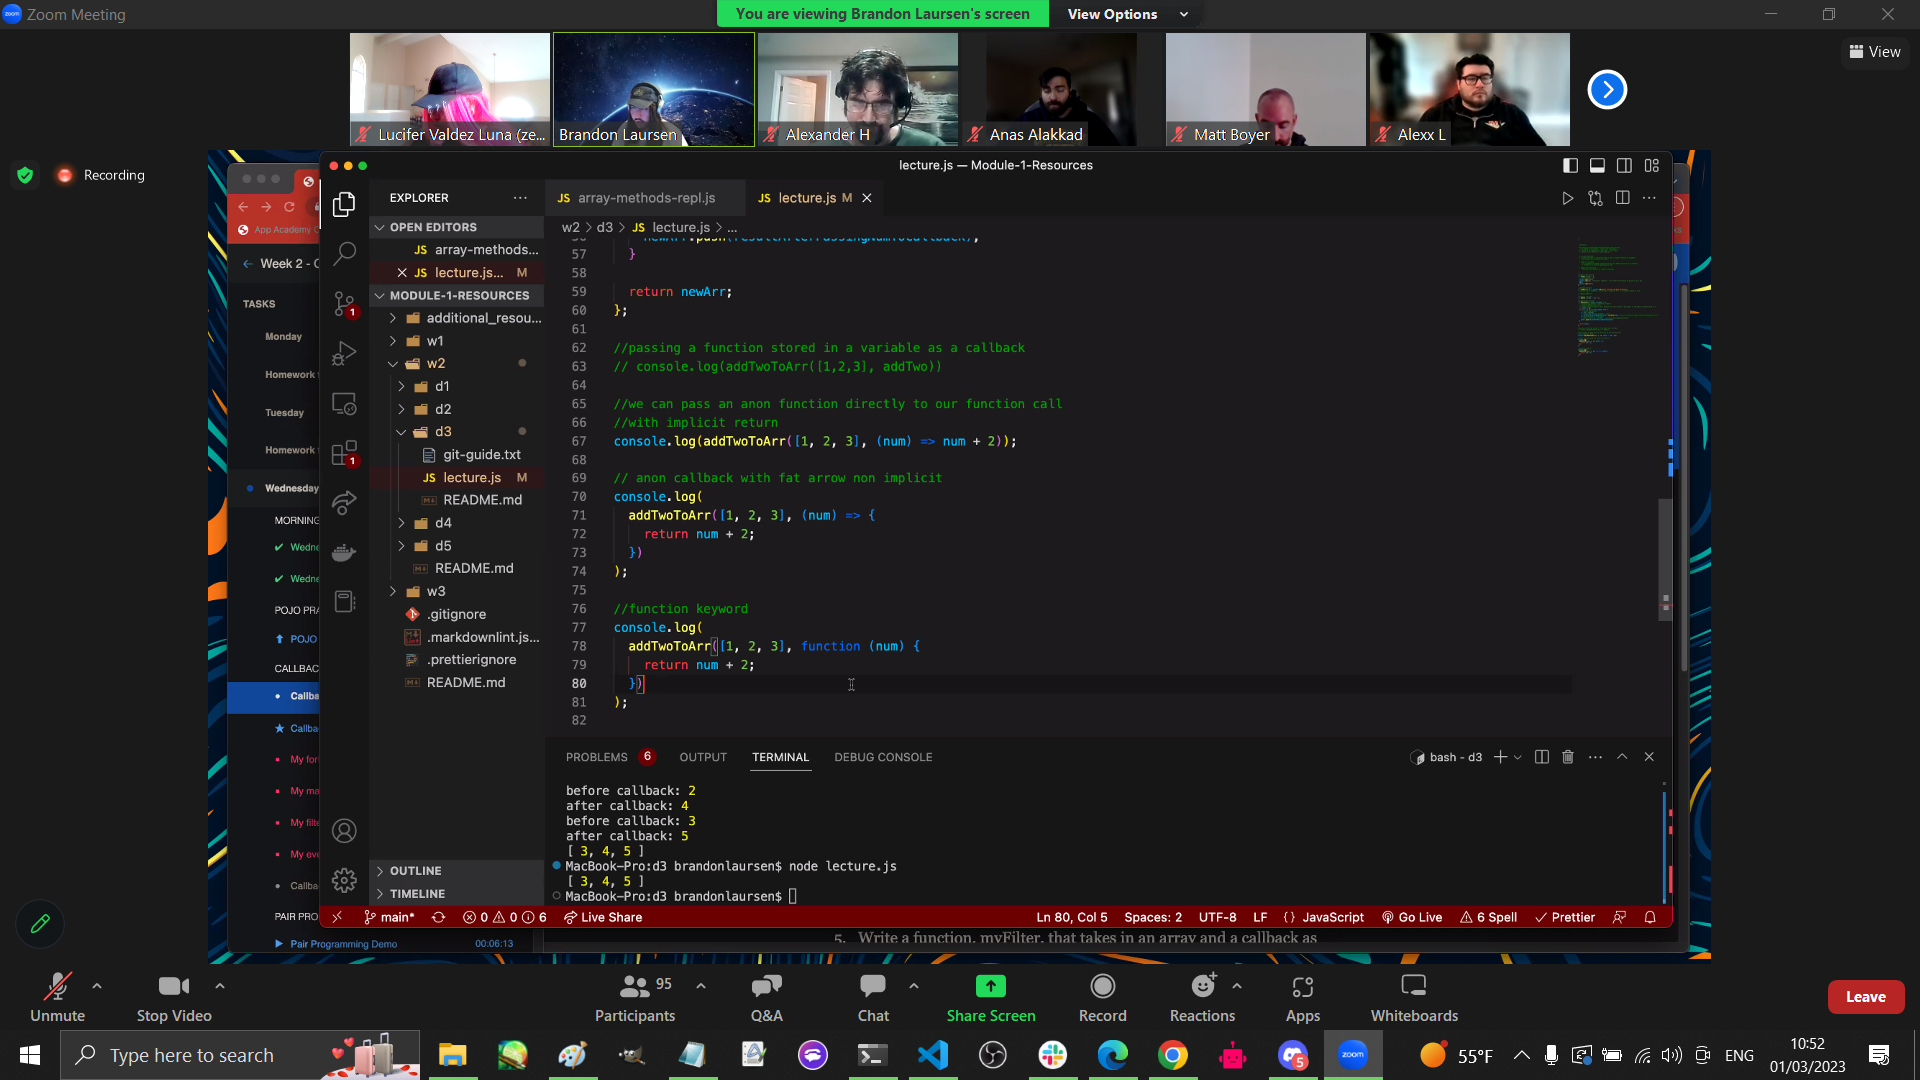 Zoom Meeting
You are viewing Brandon Laursen's screen
View Options
View
Lucifer Valdez Luna (ze...
Brandon Laursen
Alexander H
Anas Alakkad
Matt Boyer
Alexx L
Recording
lecture.js — Module-1-Resources
App Academy
Week 2 -
TASKS
Monday
Homework
Tuesday
Homework
Wednesday
MORNING
POJO
CALLBAC
Callba
Callba
My
My
My
My
Callba
PAIR PRO
Pair Programming Demo
00:06:13
EXPLORER
OPEN EDITORS
JS array-methods...
JS lecture.js... M
MODULE-1-RESOURCES
additional_resou...
w1
w2
d1
d2
d3
git-guide.txt
JS lecture.js M
README.md
d4
d5
README.md
w3
.gitignore
.markdownlint.js...
.prettierignore
README.md
OUTLINE
TIMELINE
JS array-methods-repl.js
JS lecture.js M
w2 > d3 > JS lecture.js > ...
57 }
58
59 return newArr;
60 };
61
62 //passing a function stored in a variable as a callback
63 // console.log(addTwoToArr([1,2,3], addTwo))
64
65 //we can pass an anon function directly to our function call
66 //with implicit return
67 console.log(addTwoToArr([1, 2, 3], (num) => num + 2));
68
69 // anon callback with fat arrow non implicit
70 console.log(
71 addTwoToArr([1, 2, 3], (num) => {
72 return num + 2;
73 })
74 );
75
76 //function keyword
77 console.log(
78 addTwoToArr([1, 2, 3], function (num) {
79 return num + 2;
80 })
81 );
82
PROBLEMS 6
OUTPUT
TERMINAL
DEBUG CONSOLE
bash - d3
before callback: 2
after callback: 4
before callback: 3
after callback: 5
[ 3, 4, 5 ]
MacBook-Pro:d3 brandonlaursen$ node lecture.js
[ 3, 4, 5 ]
MacBook-Pro:d3 brandonlaursen$
main*
0 0 6
Live Share
Ln 80, Col 5
Spaces: 2
UTF-8
LF
{ } JavaScript
Go Live
6 Spell
Prettier
5. Write a function, myFilter, that takes in an array and a callback as
Unmute
Stop Video
95
Participants
Q&A
Chat
Share Screen
Record
Reactions
Apps
Whiteboards
Leave
Type here to search
55°F
ENG
10:52
01/03/2023